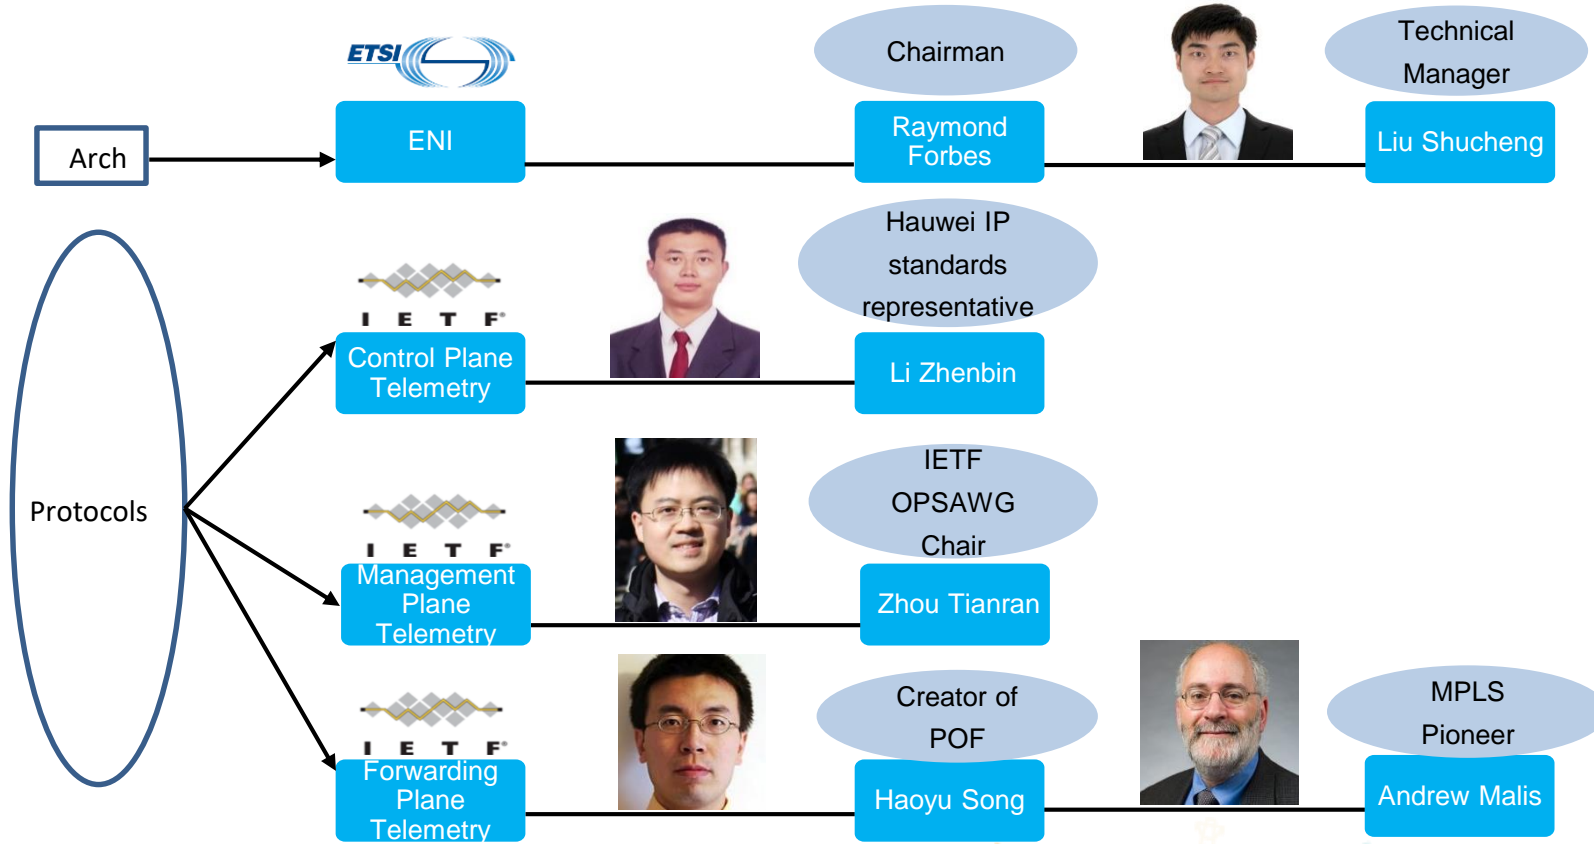 ETSI
Chairman
Technical
Manager
Arch
ENI
Raymond
Forbes
Liu Shucheng
Hauwei IP
standards
representative
I E T F®
Control Plane
Telemetry
Li Zhenbin
Protocols
IETF
OPSAWG
Chair
I E T F®
Management
Plane
Telemetry
Zhou Tianran
Creator of
POF
MPLS
Pioneer
I E T F®
Forwarding
Plane
Telemetry
Haoyu Song
Andrew Malis